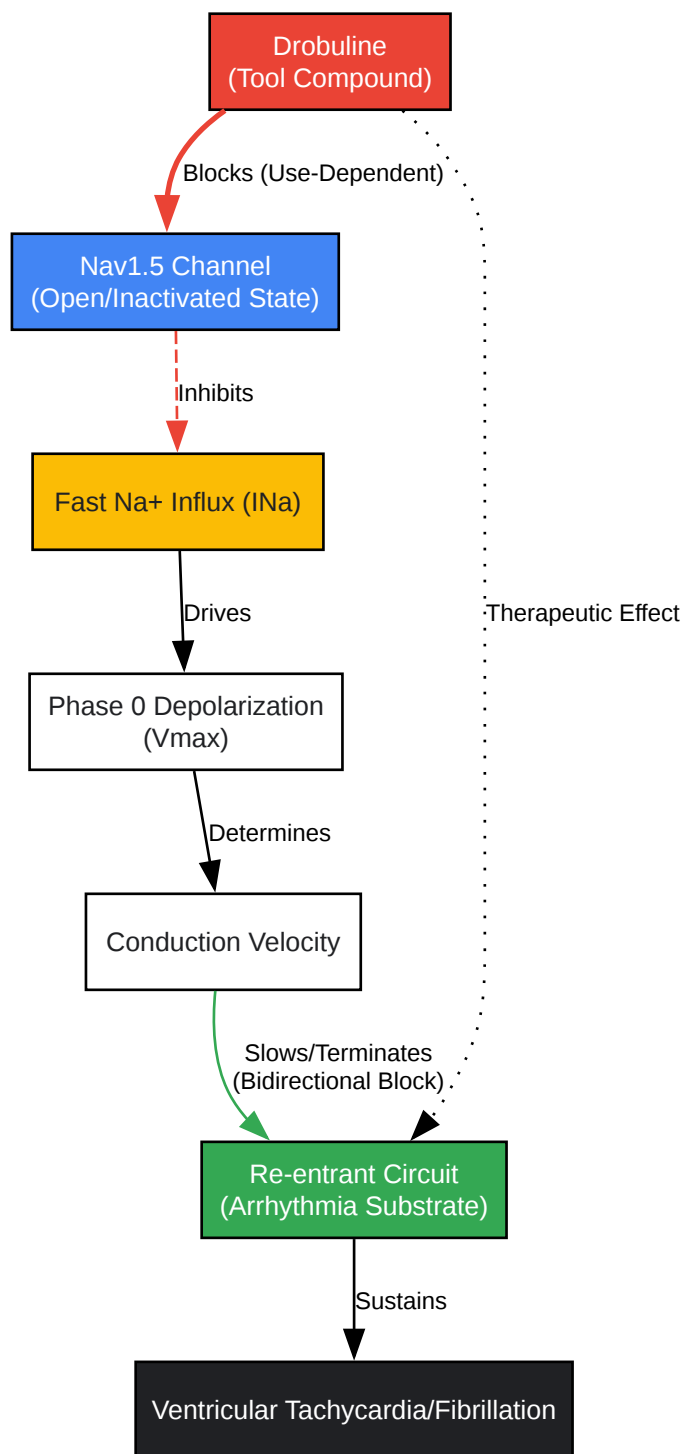 Drobuline
(Tool Compound)
Blocks (Use-Dependent)
Nav1.5 Channel
(Open/Inactivated State)
Inhibits
Fast Na+ Influx (INa)
Drives
Therapeutic Effect
Phase 0 Depolarization
(Vmax)
Determines
Conduction Velocity
Slows/Terminates
(Bidirectional Block)
Re-entrant Circuit
(Arrhythmia Substrate)
Sustains
Ventricular Tachycardia/Fibrillation